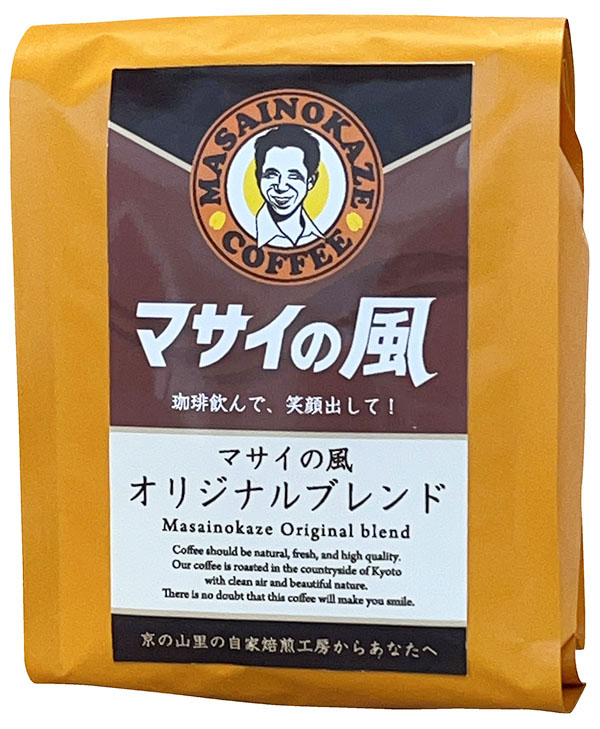 MASAINOKAZE
COFFEE
マサイの風
珈琲飲んで、笑顔出して！
マサイの風
オリジナルブレンド
Masainokaze Original blend
Coffee should be natural, fresh, and high quality.
Our coffee is roasted in the countryside of Kyoto
with clean air and beautiful nature.
There is no doubt that this coffee will make you smile.
京の山里の自家焙煎工房からあなたへ